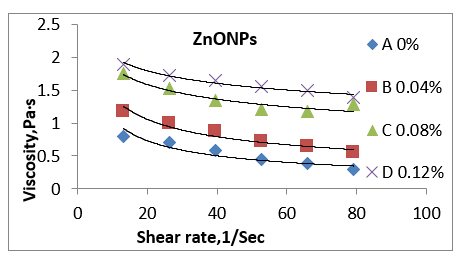 ZnONPs
2.5
2
1.5
1
0.5
0
0 20 40 60 80 100
Viscosity,Pa·s
Shear rate,1/Sec
A 0%
B 0.04%
C 0.08%
D 0.12%